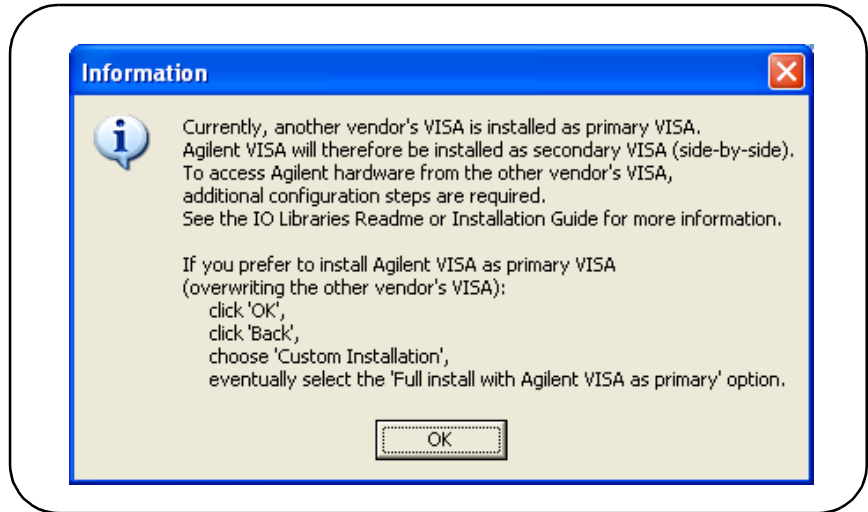 Information
Currently, another vendor's VISA is installed as primary VISA.
Agilent VISA will therefore be installed as secondary VISA (side-by-side).
To access Agilent hardware from the other vendor's VISA,
additional configuration steps are required.
See the IO Libraries Readme or Installation Guide for more information.
If you prefer to install Agilent VISA as primary VISA
(overwriting the other vendor's VISA):
click 'OK',
click 'Back',
choose 'Custom Installation',
eventually select the 'Full install with Agilent VISA as primary' option.
OK